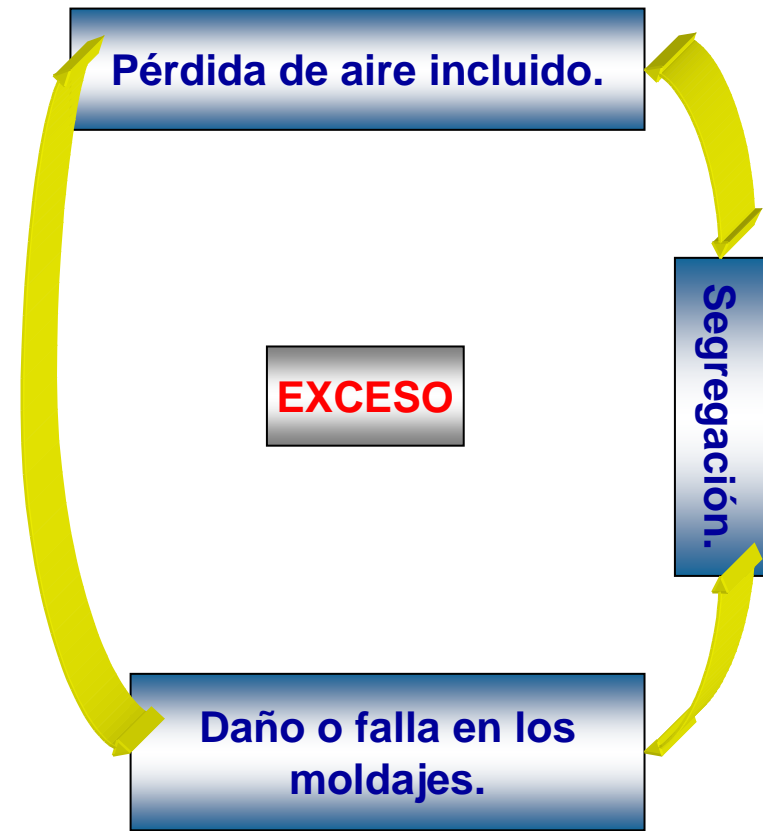 Pérdida de aire incluido.
Segregación.
EXCESO
Daño o falla en los
moldajes.